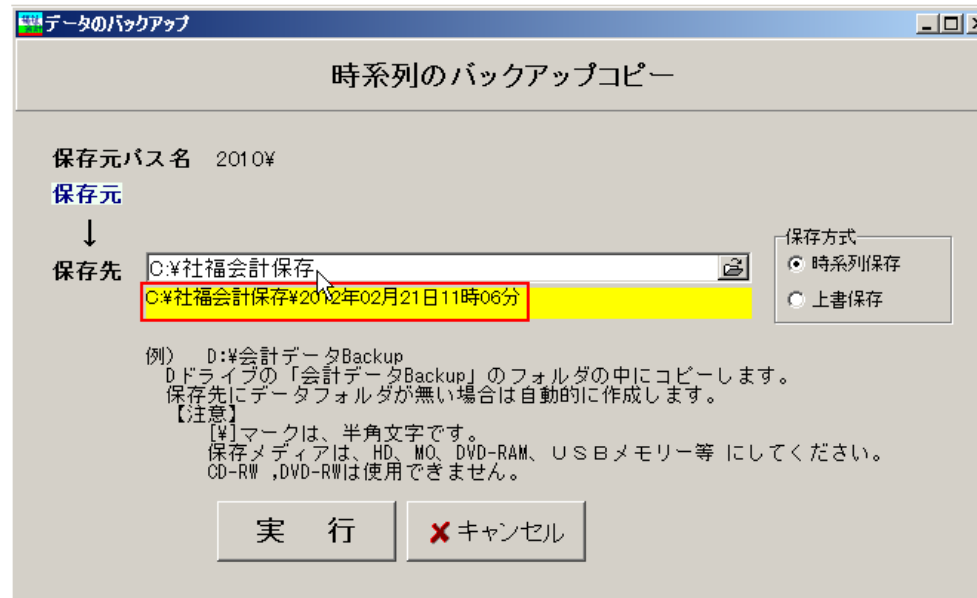 データのバックアップ
時系列のバックアップコピー
保存元パス名 2010¥
保存元
↓
保存先 C:¥社福会計保存
C:¥社福会計保存¥2012年02月21日11時06分
保存方式
時系列保存
上書保存
例) D:¥会計データBackup
Dドライブの「会計データBackup」のフォルダの中にコピーします。
保存先にデータフォルダが無い場合は自動的に作成します。
【注意】
[¥]マークは、半角文字です。
保存メディアは、HD、MO、DVD-RAM、USBメモリー等 にしてください。
CD-RW ,DVD-RWは使用できません。
実 行
キャンセル